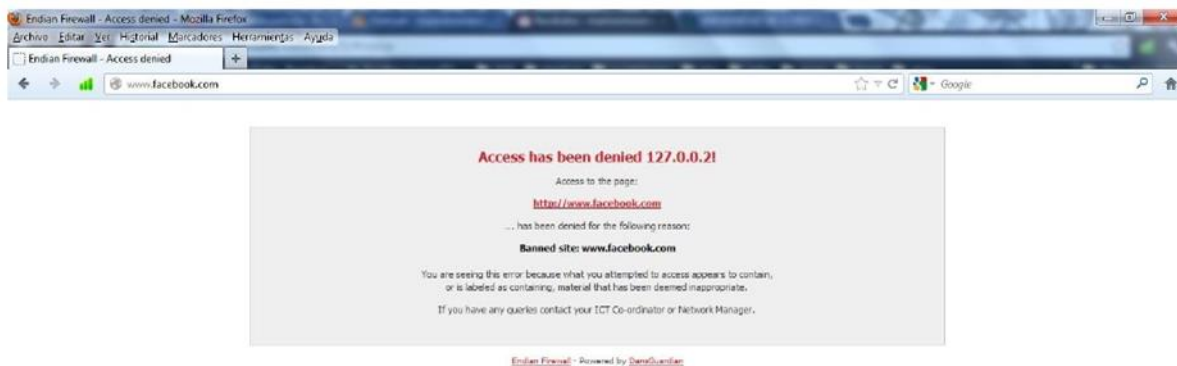 Endian Firewall - Access denied - Mozilla Firefox
Archivo Editar Ver Historial Marcadores Herramientas Ayuda
Endian Firewall - Access denied +
www.facebook.com Google
Access has been denied 127.0.0.2!
Access to the page:
http://www.facebook.com
... has been denied for the following reason:
Banned site: www.facebook.com
You are seeing this error because what you attempted to access appears to contain,
or is labeled as containing, material that has been deemed inappropriate.
If you have any queries contact your ICT Co-ordinator or Network Manager.
Endian Firewall - Powered by DansGuardian